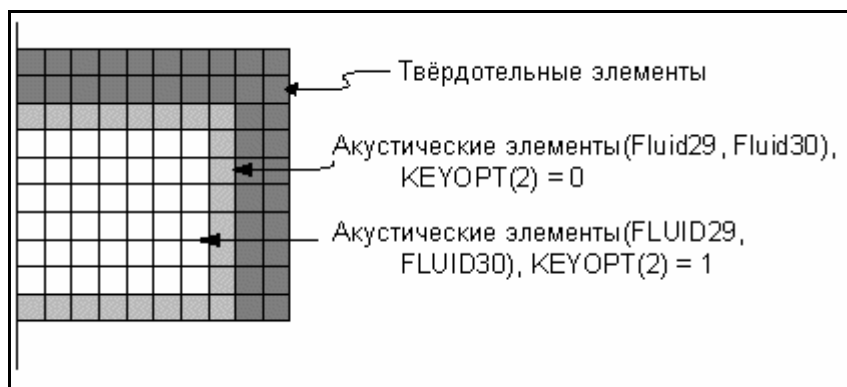 Твёрдотельные элементы
Акустические элементы(Fluid29, Fluid30),
KEYOPT(2) = 0
Акустические элементы(FLUID29,
FLUID30), KEYOPT(2) = 1